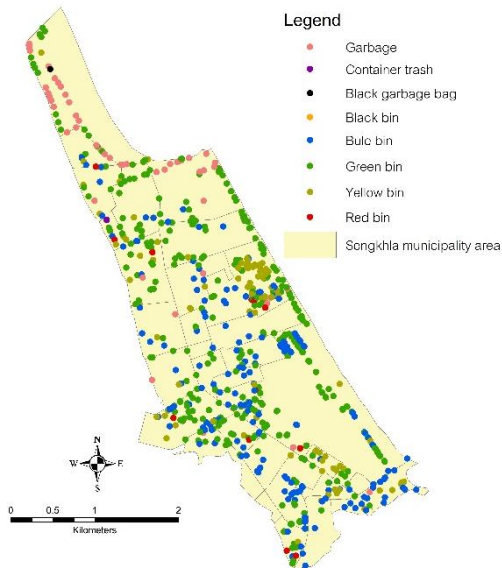 Legend
Garbage
Container trash
Black garbage bag
Black bin
Bulo bin
Green bin
Yellow bin
Red bin
Songkhla municipality area
N
W E
S
0 0.5 1 2
Kilometers